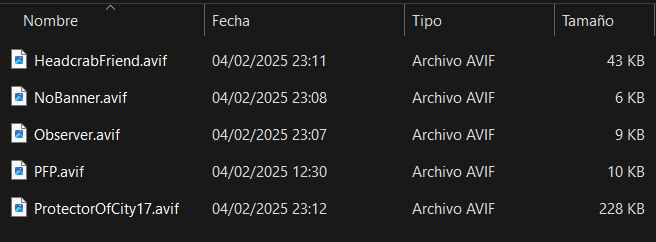 Nombre Fecha Tipo Tamaño
HeadcrabFriend.avif 04/02/2025 23:11 Archivo AVIF 43 KB
NoBanner.avif 04/02/2025 23:08 Archivo AVIF 6 KB
Observer.avif 04/02/2025 23:07 Archivo AVIF 9 KB
PFP.avif 04/02/2025 12:30 Archivo AVIF 10 KB
ProtectorOfCity17.avif 04/02/2025 23:12 Archivo AVIF 228 KB